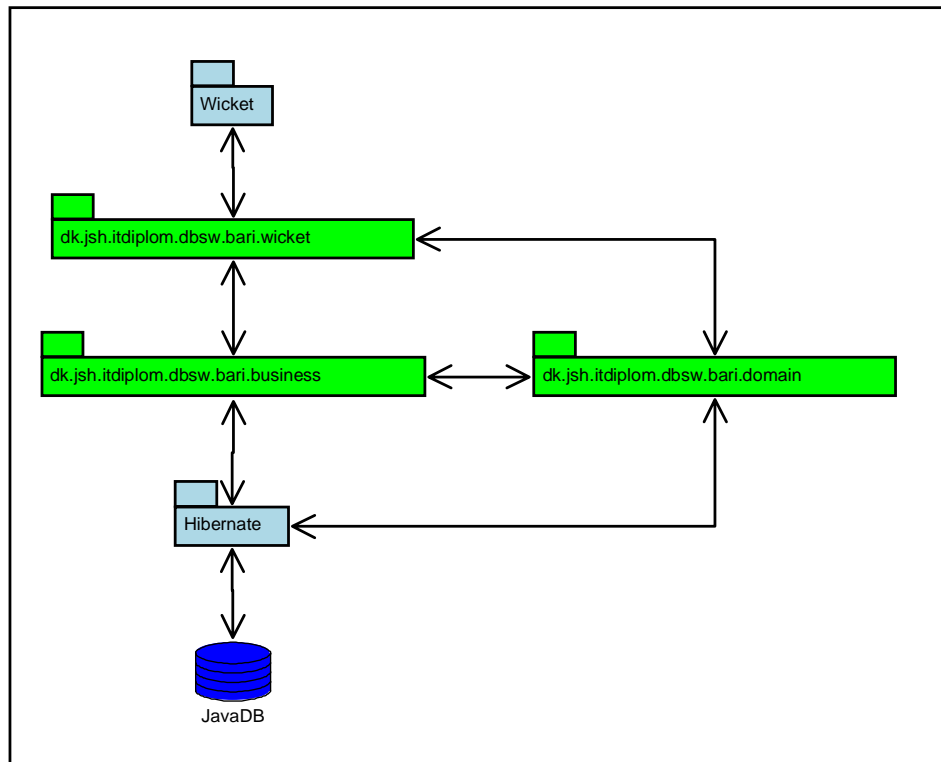 Wicket
dk.jsh.itdiplom.dbsw.bari.wicket
dk.jsh.itdiplom.dbsw.bari.business
dk.jsh.itdiplom.dbsw.bari.domain
Hibernate
JavaDB